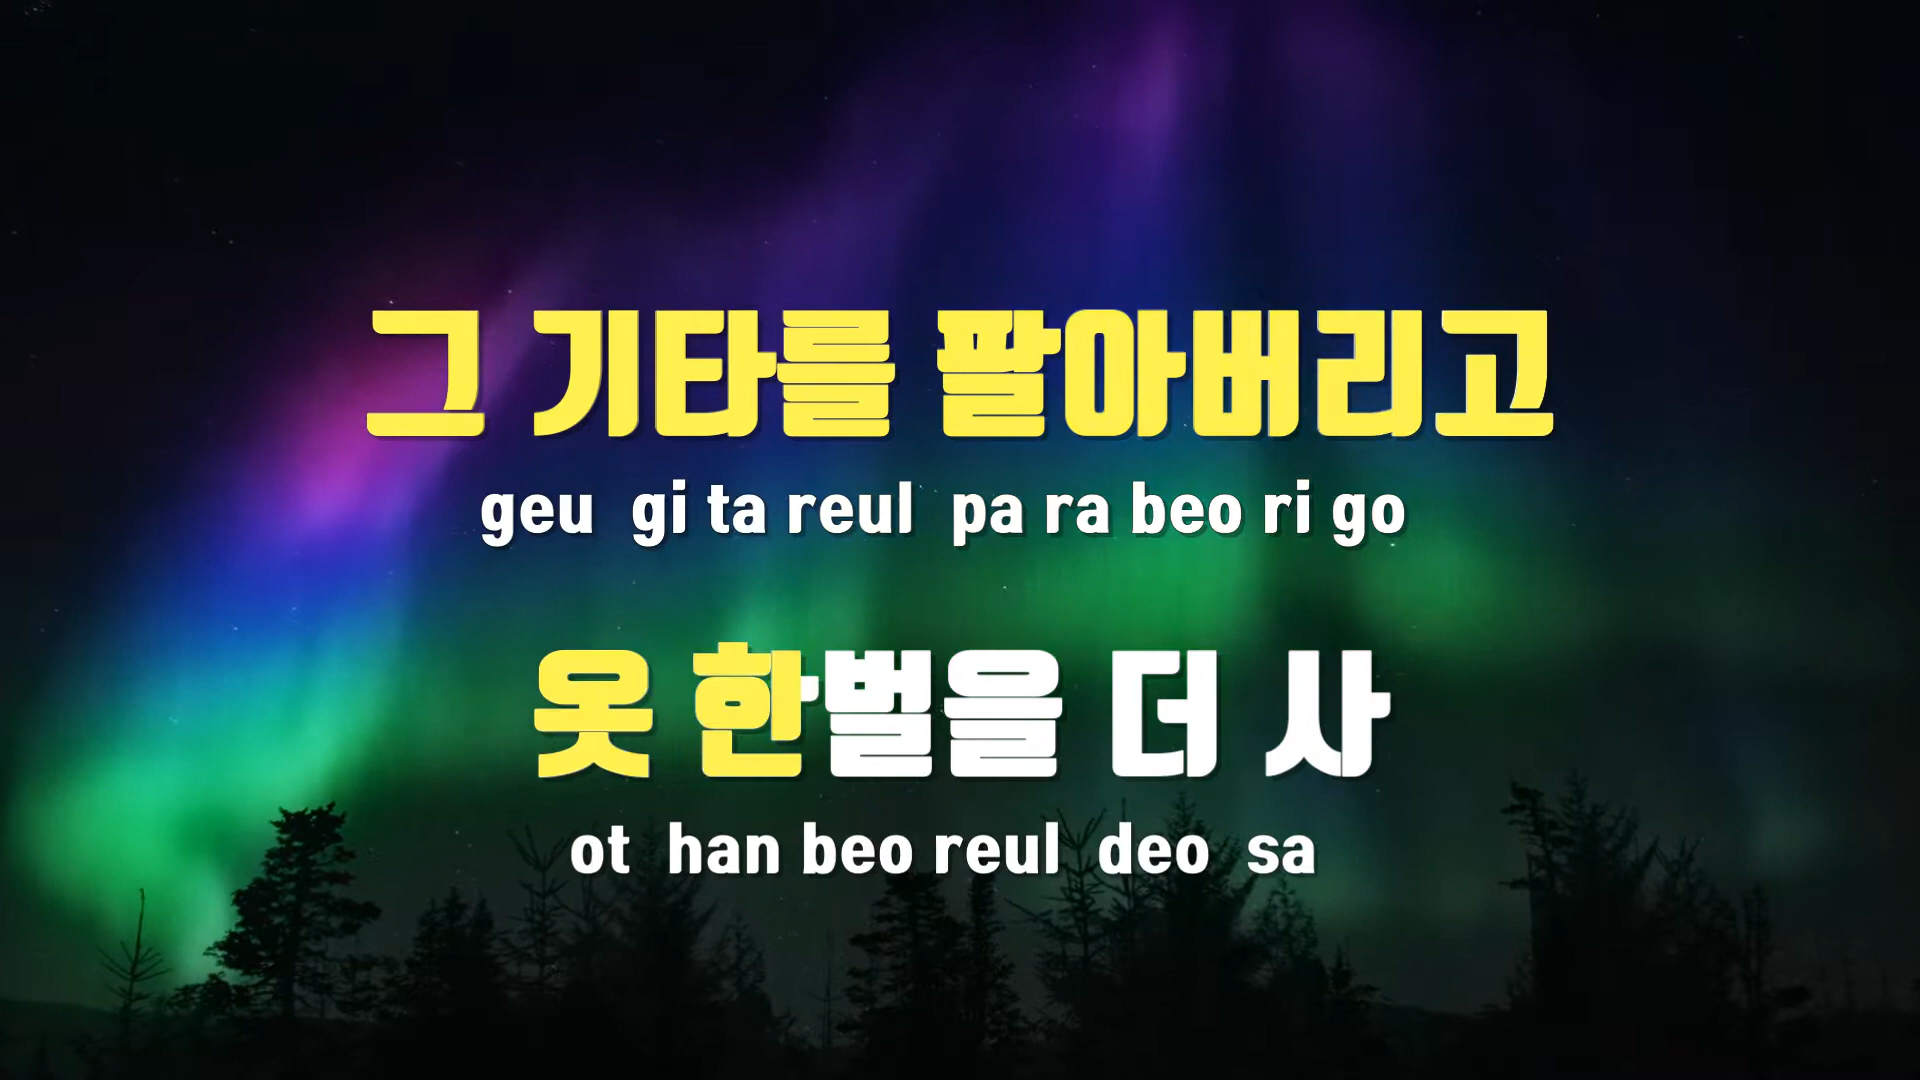 그 기타를 팔아버리고
geu gi ta reul pa ra beo ri go
옷 한벌을 더 사
ot han beo reul deo sa